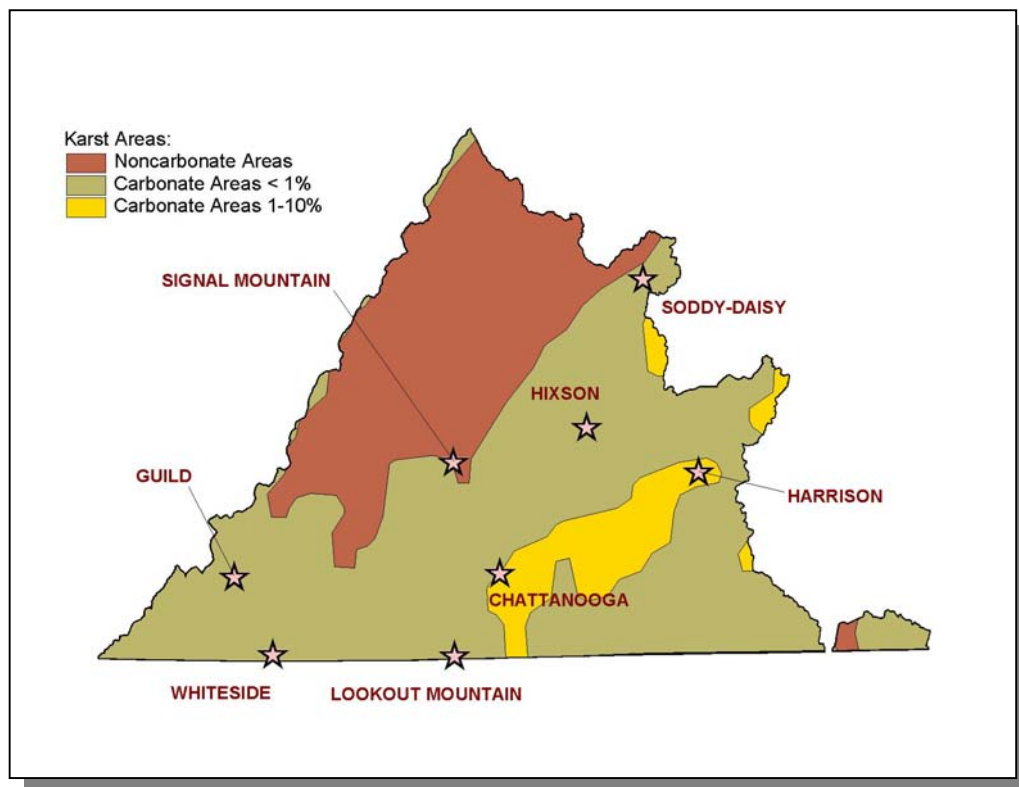 Karst Areas:
Noncarbonate Areas
Carbonate Areas < 1%
Carbonate Areas 1-10%
SIGNAL MOUNTAIN
SODDY-DAISY
HIXSON
GUILD
HARRISON
CHATTANOOGA
WHITESIDE
LOOKOUT MOUNTAIN